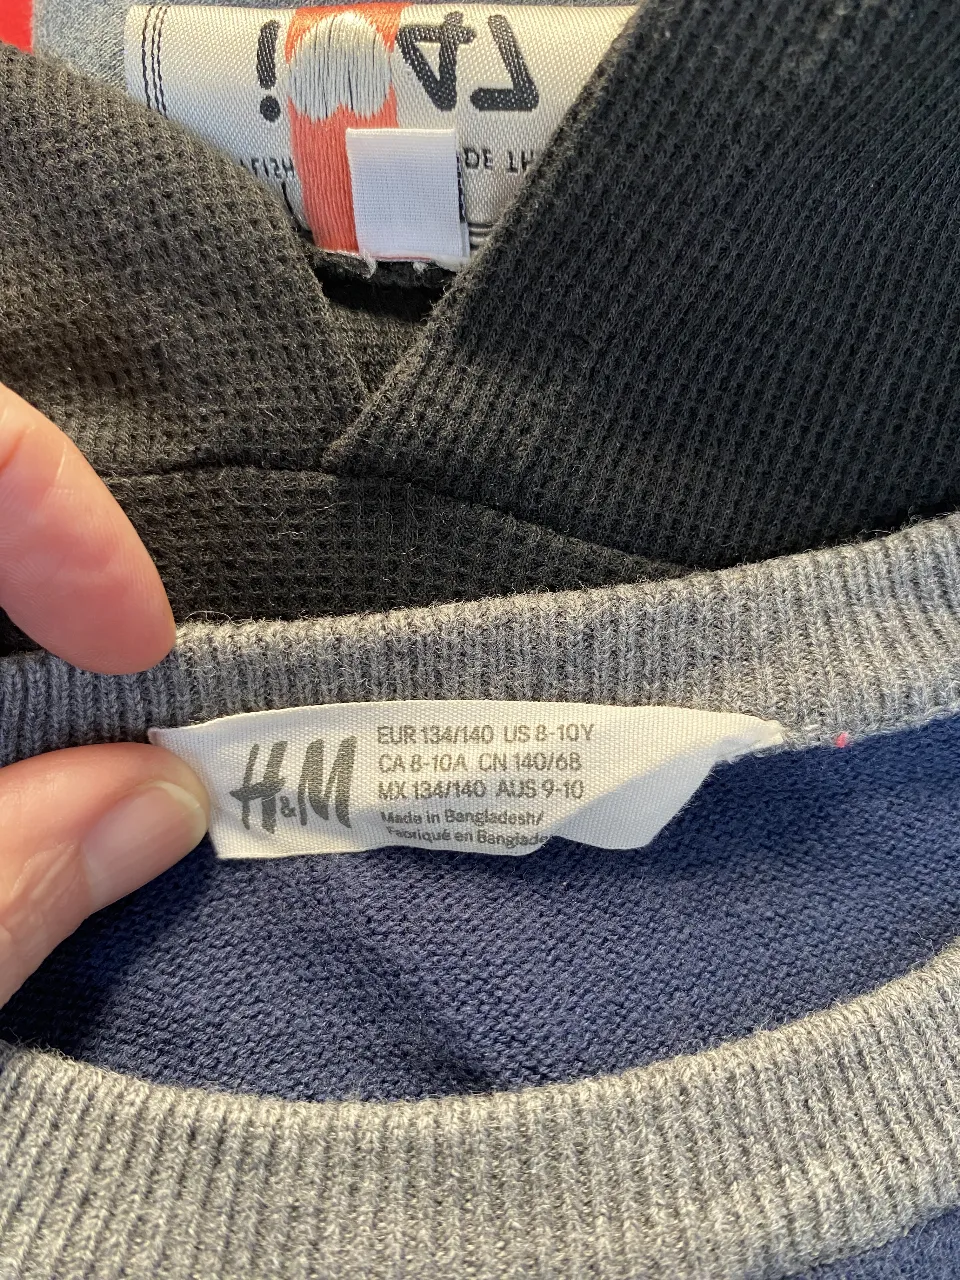 H&M
EUR 134/140 US 8-10Y
CA 8-10A CN 140/68
MX 134/140 AUS 9-10
Made in Bangladesh/
Fabriqué en